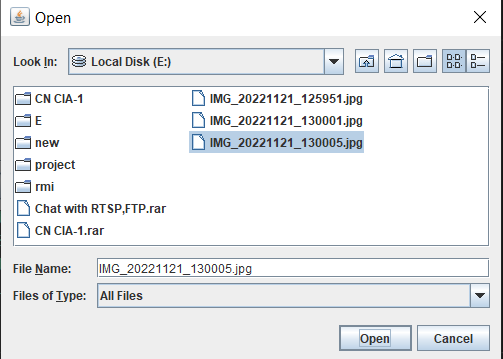 Open
Look In: Local Disk (E:)
CN CIA-1
E
new
project
rmi
Chat with RTSP,FTP.rar
CN CIA-1.rar
IMG_20221121_125951.jpg
IMG_20221121_130001.jpg
IMG_20221121_130005.jpg
File Name: IMG_20221121_130005.jpg
Files of Type: All Files
Open Cancel